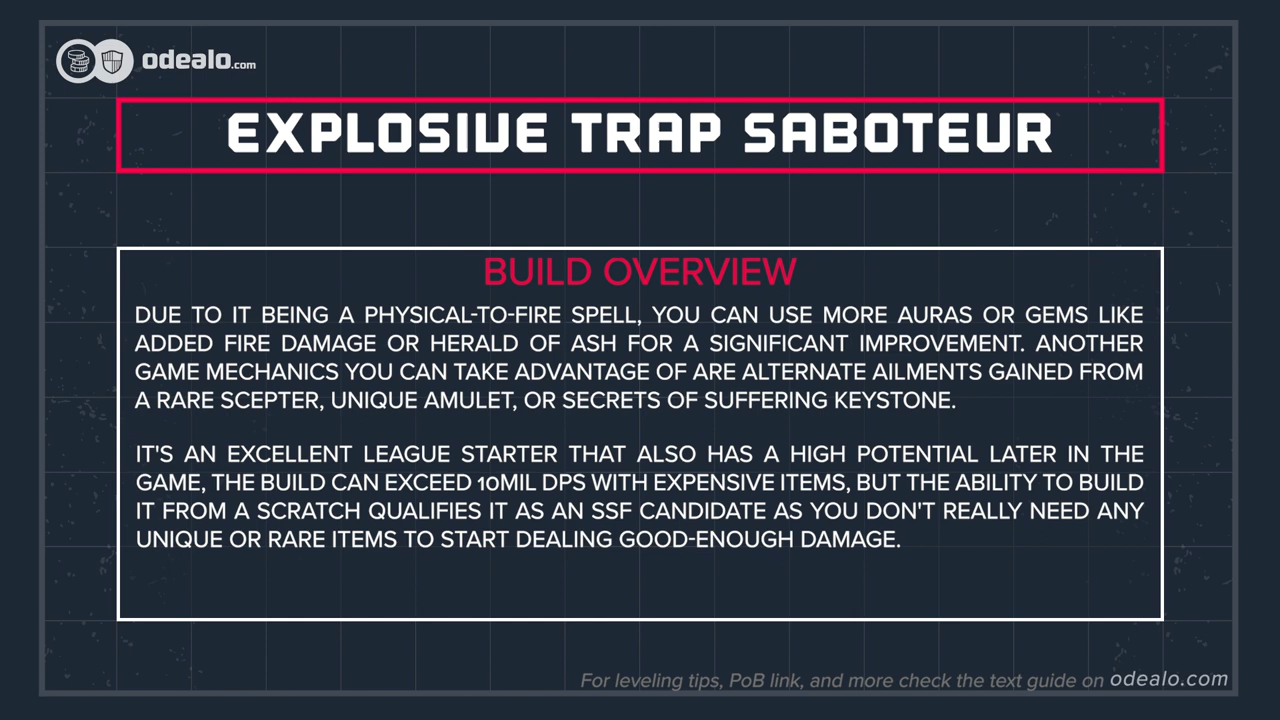 odealo.com
EXPLOSIVE TRAP SABOTEUR
BUILD OVERVIEW
DUE TO IT BEING A PHYSICAL-TO-FIRE SPELL, YOU CAN USE MORE AURAS OR GEMS LIKE
ADDED FIRE DAMAGE OR HERALD OF ASH FOR A SIGNIFICANT IMPROVEMENT. ANOTHER
GAME MECHANICS YOU CAN TAKE ADVANTAGE OF ARE ALTERNATE AILMENTS GAINED FROM
A RARE SCEPTER, UNIQUE AMULET, OR SECRETS OF SUFFERING KEYSTONE.
IT'S AN EXCELLENT LEAGUE STARTER THAT ALSO HAS A HIGH POTENTIAL LATER IN THE
GAME, THE BUILD CAN EXCEED 10MIL DPS WITH EXPENSIVE ITEMS, BUT THE ABILITY TO BUILD
IT FROM A SCRATCH QUALIFIES IT AS AN SSF CANDIDATE AS YOU DON'T REALLY NEED ANY
UNIQUE OR RARE ITEMS TO START DEALING GOOD-ENOUGH DAMAGE.
For leveling tips, PoB link, and more check the text guide on odealo.com